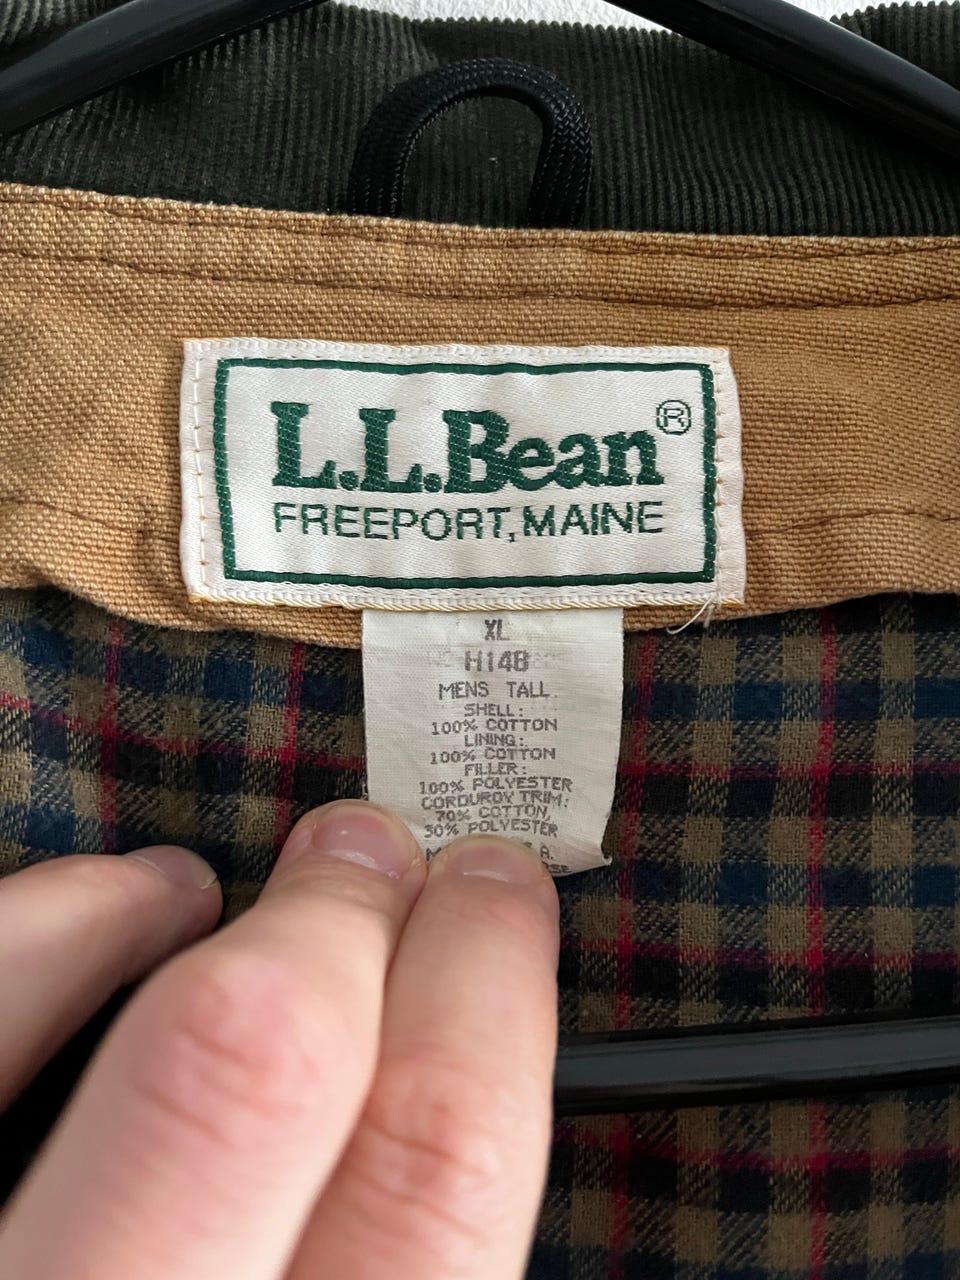 L.L.Bean®
FREEPORT, MAINE
XL
H14B
MENS TALL
SHELL:
100% COTTON
LINING:
100% COTTON
FILLER:
100% POLYESTER
CORDUROY TRIM:
70% COTTON,
30% POLYESTER